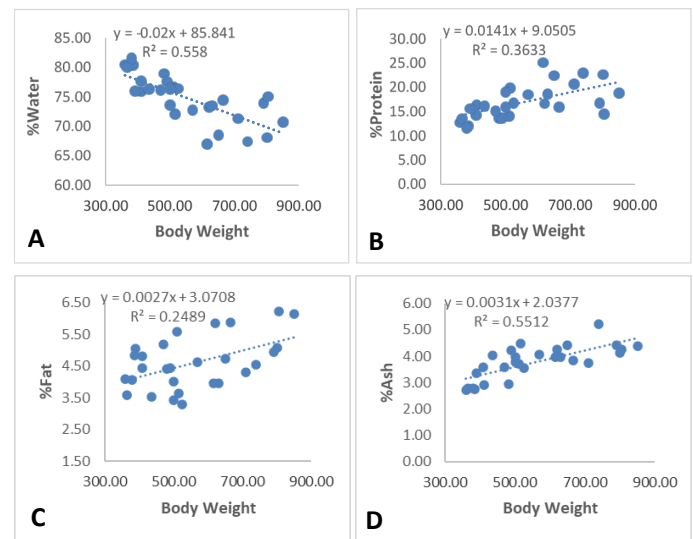 y = -0.02x + 85.841
R² = 0.558
85.00
80.00
75.00
70.00
65.00
60.00
%Water
300.00 500.00 700.00 900.00
Body Weight
A
y = 0.0141x + 9.0505
R² = 0.3633
30.00
25.00
20.00
15.00
10.00
5.00
0.00
%Protein
300.00 500.00 700.00 900.00
Body Weight
B
y = 0.0027x + 3.0708
R² = 0.2489
6.50
5.50
4.50
3.50
2.50
1.50
%Fat
300.00 500.00 700.00 900.00
Body Weight
C
y = 0.0031x + 2.0377
R² = 0.5512
6.00
5.00
4.00
3.00
2.00
1.00
0.00
%Ash
300.00 500.00 700.00 900.00
Body Weight
D